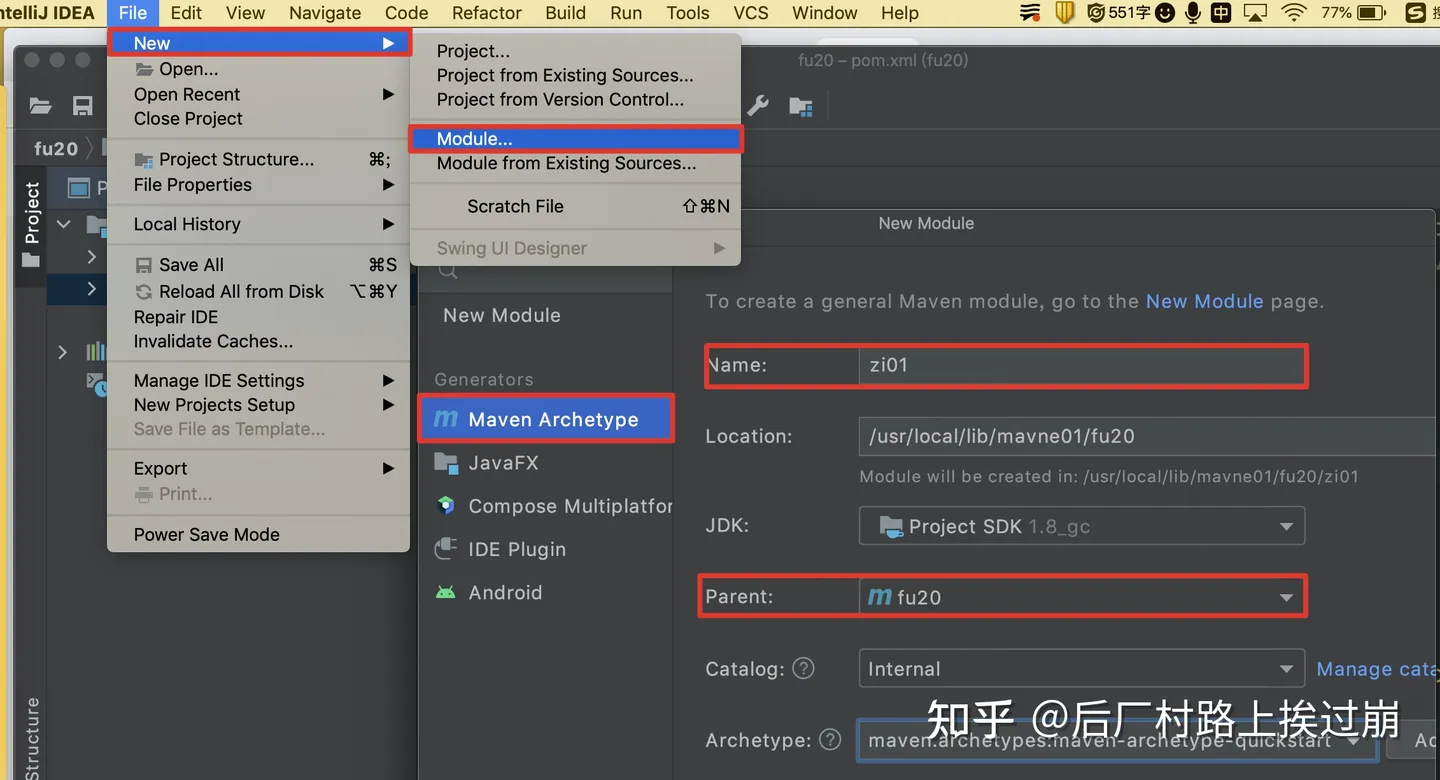 ntelliJ IDEA File Edit View Navigate Code Refactor Build Run Tools VCS Window Help 551字 中 77%
New
Open...
Open Recent
Close Project
Project Structure... ⌘;
File Properties
Local History
Save All ⌘S
Reload All from Disk ⌥⌘Y
Repair IDE
Invalidate Caches...
Manage IDE Settings
New Projects Setup
Save File as Template...
Export
Print...
Power Save Mode
Project...
Project from Existing Sources...
Project from Version Control...
Module...
Module from Existing Sources...
Scratch File ⇧⌘N
Swing UI Designer
fu20 – pom.xml (fu20)
fu20
P
Project
Structure
New Module
New Module
Generators
Maven Archetype
JavaFX
Compose Multiplatfor
IDE Plugin
Android
To create a general Maven module, go to the New Module page.
Name: zi01
Location: /usr/local/lib/mavne01/fu20
Module will be created in: /usr/local/lib/mavne01/fu20/zi01
JDK: Project SDK 1.8_gc
Parent: m fu20
Catalog: ? Internal Manage cata
Archetype: ? maven.archetypes:maven-archetype-quickstart Ad
知乎 @后厂村路上挨过崩